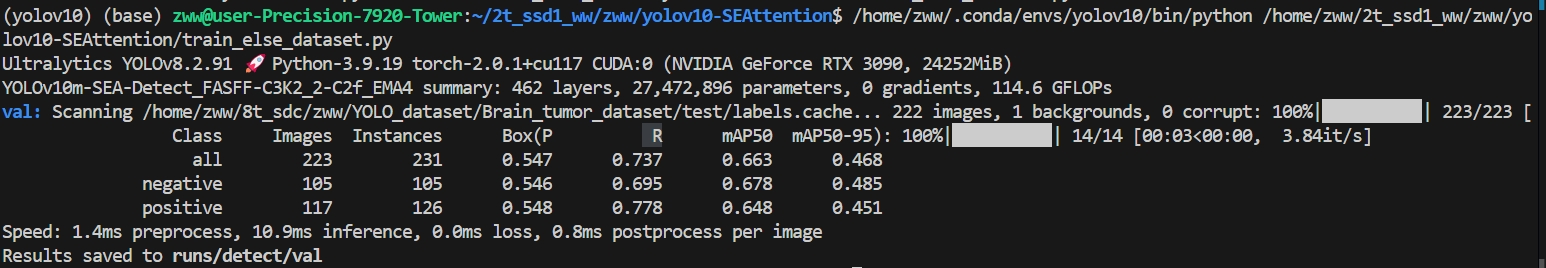 (yolov10) (base) zww@user-Precision-7920-Tower:~/2t_ssd1_ww/zww/yolov10-SEAttention$ /home/zww/.conda/envs/yolov10/bin/python /home/zww/2t_ssd1_ww/zww/yo
lov10-SEAttention/train_else_dataset.py
Ultralytics YOLOv8.2.91 🚀 Python-3.9.19 torch-2.0.1+cu117 CUDA:0 (NVIDIA GeForce RTX 3090, 24252MiB)
YOLOv10m-SEA-Detect_FASFF-C3K2_2-C2f_EMA4 summary: 462 layers, 27,472,896 parameters, 0 gradients, 114.6 GFLOPs
val: Scanning /home/zww/8t_sdc/zww/YOLO_dataset/Brain_tumor_dataset/test/labels.cache... 222 images, 1 backgrounds, 0 corrupt: 100%|██████████| 223/223 [
Class Images Instances Box(P R mAP50 mAP50-95): 100%|██████████| 14/14 [00:03<00:00, 3.84it/s]
all 223 231 0.547 0.737 0.663 0.468
negative 105 105 0.546 0.695 0.678 0.485
positive 117 126 0.548 0.778 0.648 0.451
Speed: 1.4ms preprocess, 10.9ms inference, 0.0ms loss, 0.8ms postprocess per image
Results saved to runs/detect/val